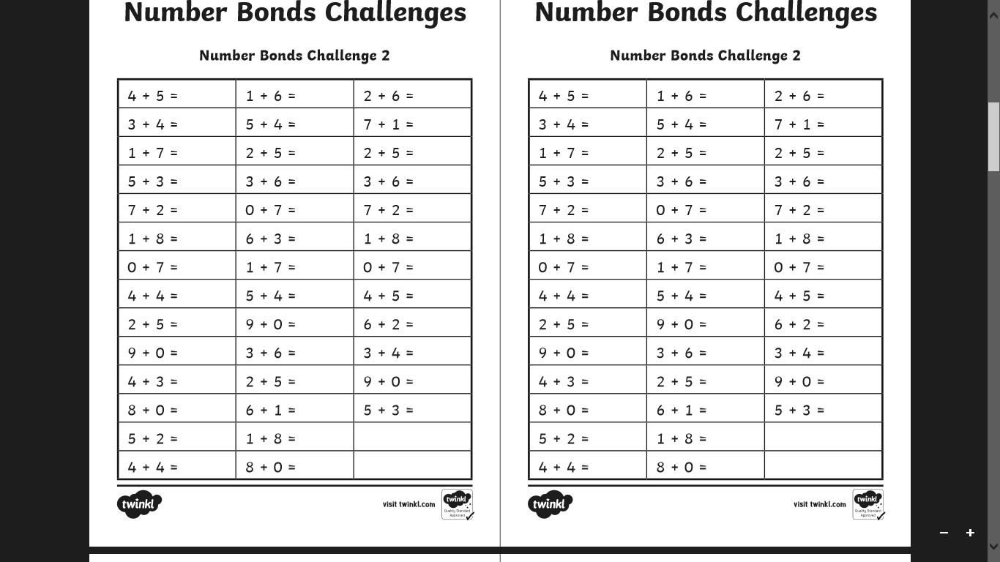 Number Bonds Challenges
Number Bonds Challenge 2
4 + 5 = 1 + 6 = 2 + 6 =
3 + 4 = 5 + 4 = 7 + 1 =
1 + 7 = 2 + 5 = 2 + 5 =
5 + 3 = 3 + 6 = 3 + 6 =
7 + 2 = 0 + 7 = 7 + 2 =
1 + 8 = 6 + 3 = 1 + 8 =
0 + 7 = 1 + 7 = 0 + 7 =
4 + 4 = 5 + 4 = 4 + 5 =
2 + 5 = 9 + 0 = 6 + 2 =
9 + 0 = 3 + 6 = 3 + 4 =
4 + 3 = 2 + 5 = 9 + 0 =
8 + 0 = 6 + 1 = 5 + 3 =
5 + 2 = 1 + 8 =
4 + 4 = 8 + 0 =
twinkl visit twinkl.com twinkl
Quality Standard
Approved
Number Bonds Challenges
Number Bonds Challenge 2
4 + 5 = 1 + 6 = 2 + 6 =
3 + 4 = 5 + 4 = 7 + 1 =
1 + 7 = 2 + 5 = 2 + 5 =
5 + 3 = 3 + 6 = 3 + 6 =
7 + 2 = 0 + 7 = 7 + 2 =
1 + 8 = 6 + 3 = 1 + 8 =
0 + 7 = 1 + 7 = 0 + 7 =
4 + 4 = 5 + 4 = 4 + 5 =
2 + 5 = 9 + 0 = 6 + 2 =
9 + 0 = 3 + 6 = 3 + 4 =
4 + 3 = 2 + 5 = 9 + 0 =
8 + 0 = 6 + 1 = 5 + 3 =
5 + 2 = 1 + 8 =
4 + 4 = 8 + 0 =
twinkl visit twinkl.com twinkl
Quality Standard
Approved